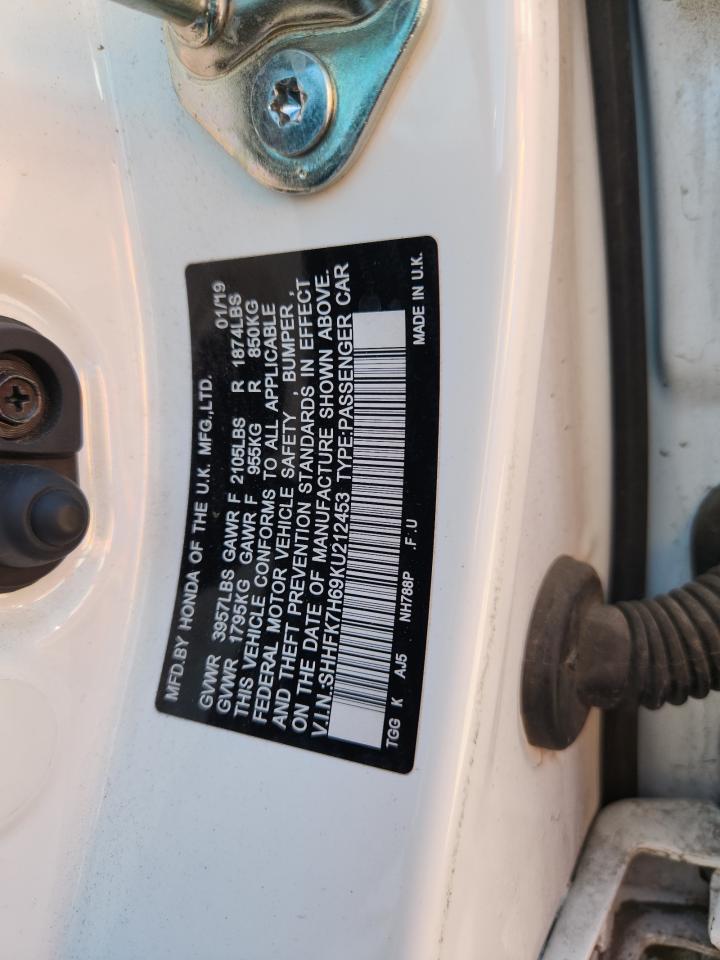 MFD.BY HONDA OF THE U.K. MFG.,LTD. 01/19
GVWR 3957LBS GAWR F 2105LBS R 1874LBS
GVWR 1795KG GAWR F 955KG R 850KG
THIS VEHICLE CONFORMS TO ALL APPLICABLE
FEDERAL MOTOR VEHICLE SAFETY , BUMPER ,
AND THEFT PREVENTION STANDARDS IN EFFECT
ON THE DATE OF MANUFACTURE SHOWN ABOVE.
V.I.N.:SHHFK7H69KU212453 TYPE:PASSENGER CAR
TGG K AJ5 NH788P .F.U MADE IN U.K.